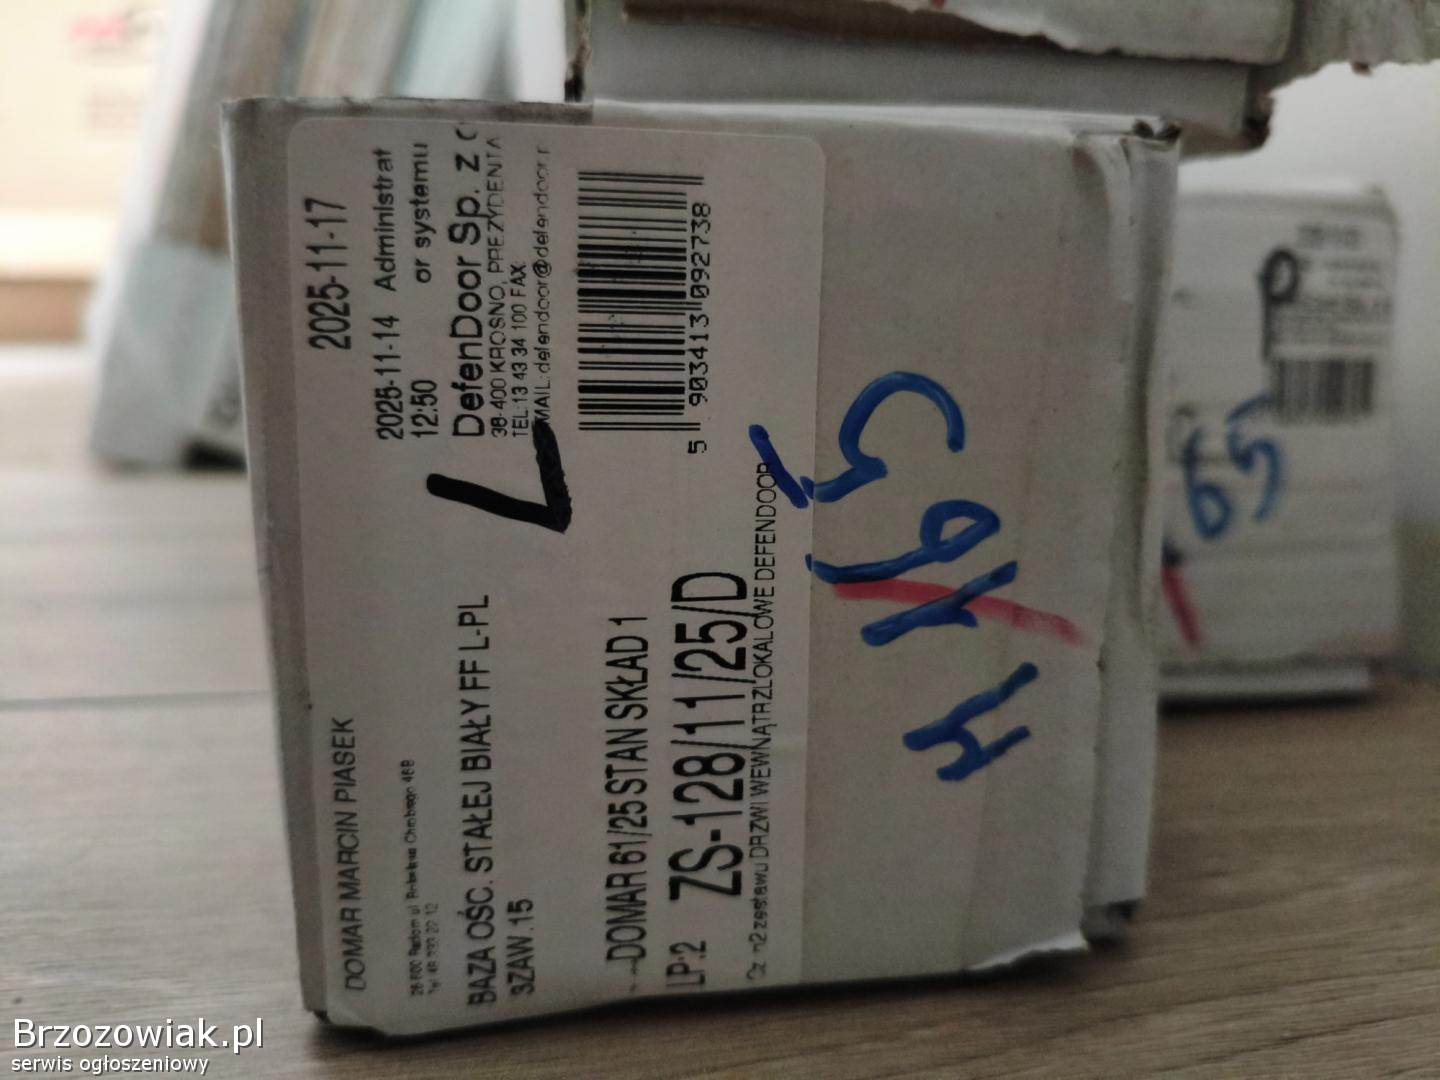 2025-11-17
2025-11-14 Administrat
12:50 or systemu
DefenDoor Sp. z
38-400 KROSNO, PREZYDENTA
TEL:13 43 34 100 FAX:
EMAIL: defendoor@defendoor.
5 903413 092738
L
DOMAR MARCIN PIASEK
BAZA OŚC. STAŁEJ BIAŁY FF L-PL
3ZAW.15
DOMAR 61/25 STAN SKŁAD 1
LP:2 ZS-128/11/25/D
Cz m2 zestawu DRZWI WEWNĄTRZLOKALOWE DEFENDOOR
P
65
Brzozowiak.pl
serwis ogłoszeniowy